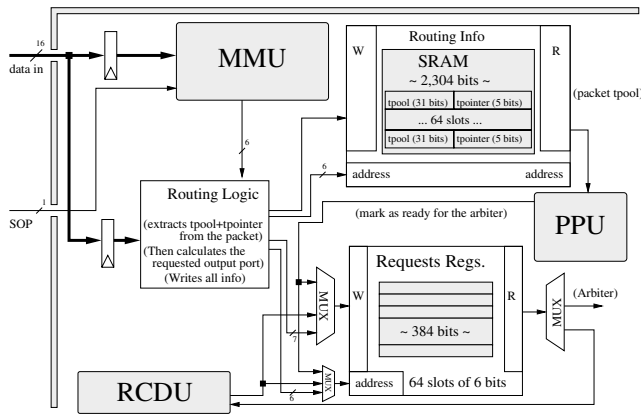 16
data in
MMU
Routing Info
W
R
SRAM
~ 2,304 bits ~
tpool (31 bits) tpointer (5 bits)
... 64 slots ...
tpool (31 bits) tpointer (5 bits)
(packet tpool)
6
6
address address
1
SOP
Routing Logic
(extracts tpool+tpointer
from the packet)
(Then calculates the
requested output port)
(Writes all info)
(mark as ready for the arbiter)
PPU
MUX
7
W
Requests Regs.
R
~ 384 bits ~
MUX
(Arbiter)
MUX
6
address
64 slots of 6 bits
RCDU